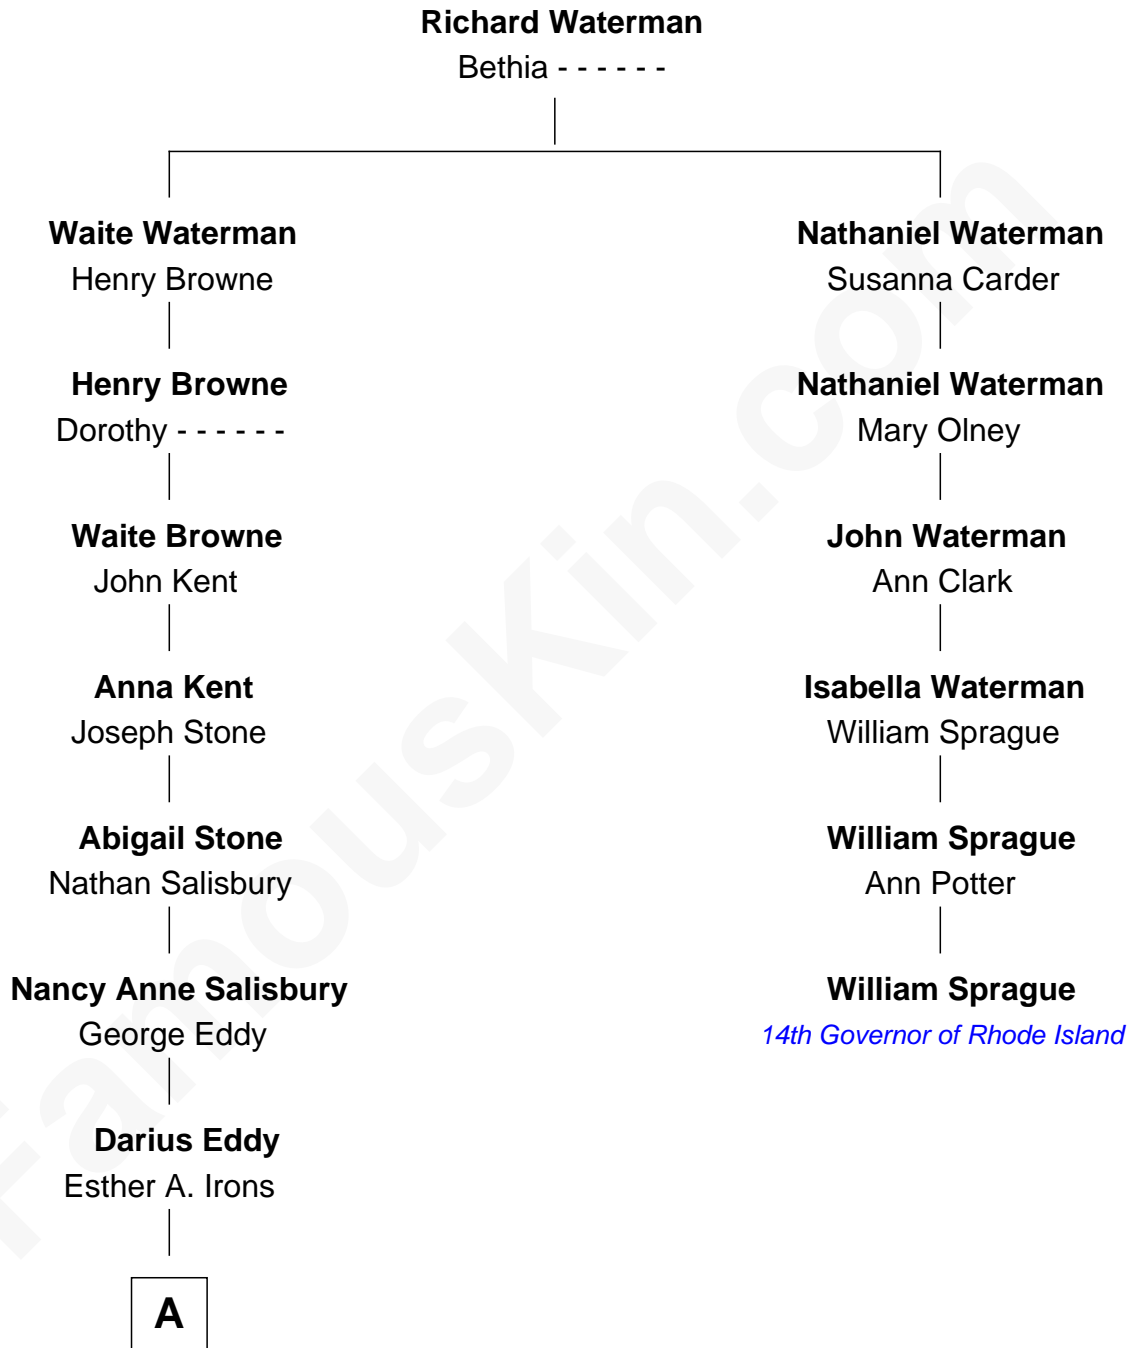 Richard Waterman
Bethia - - - - - -
Waite Waterman
Henry Browne
Nathaniel Waterman
Susanna Carder
Henry Browne
Dorothy - - - - - -
Nathaniel Waterman
Mary Olney
Waite Browne
John Kent
John Waterman
Ann Clark
Anna Kent
Joseph Stone
Isabella Waterman
William Sprague
Abigail Stone
Nathan Salisbury
William Sprague
Ann Potter
Nancy Anne Salisbury
George Eddy
William Sprague
14th Governor of Rhode Island
Darius Eddy
Esther A. Irons
A
FamousKin.com